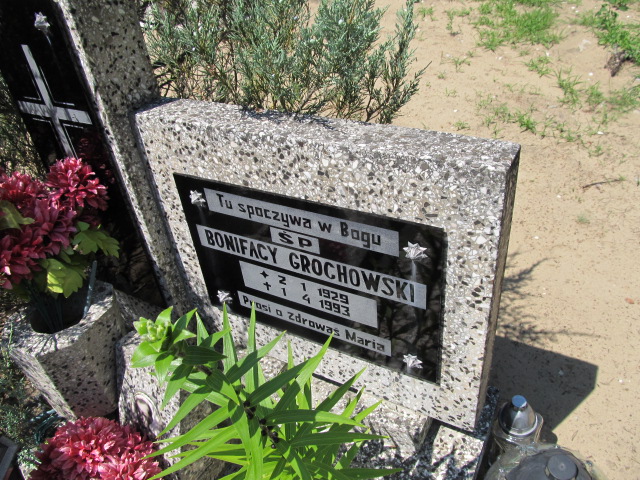 Tu spoczywa w Bogu
ŚP
BONIFACY GROCHOWSKI
* 2 1 1929
+ 1 4 1993
Prosi o Zdrowaś Maria